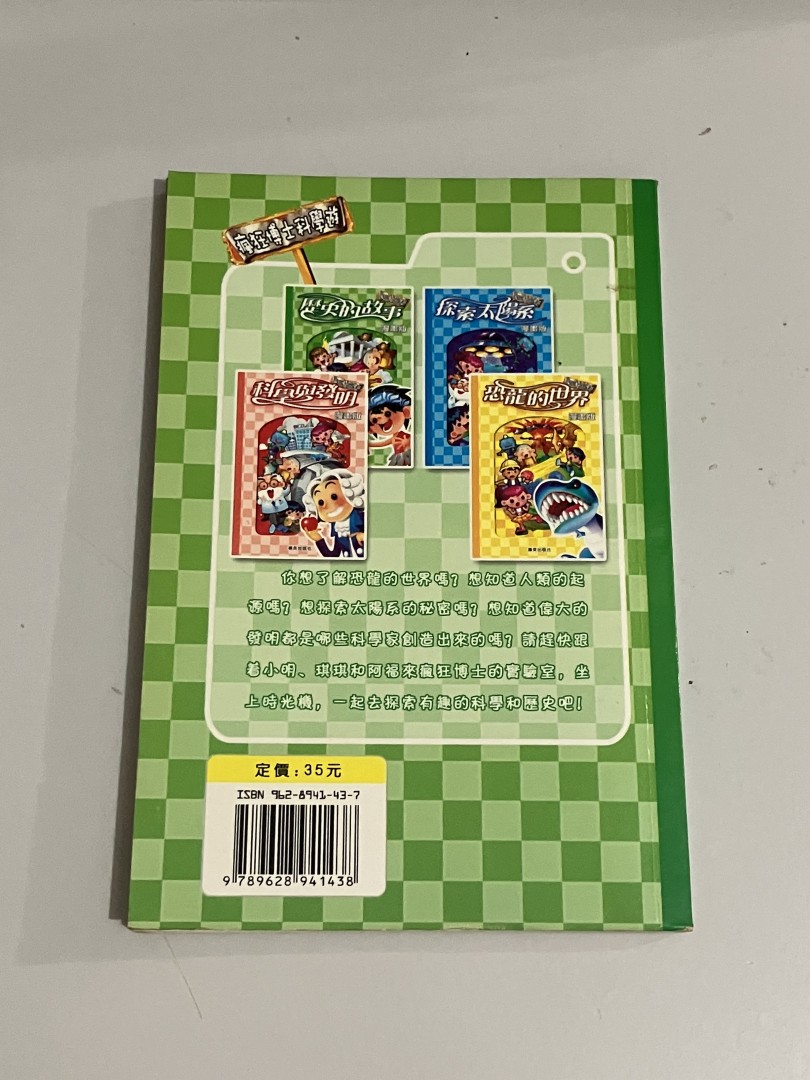 瘋狂博士科學遊
歷史的故事
漫畫版
探索太陽系
漫畫版
科學與發明
漫畫版
恐龍的世界
漫畫版
你想了解恐龍的世界嗎？想知道人類的起
源嗎？想探索太陽系的秘密嗎？想知道偉大的
發明都是哪些科學家創造出來的嗎？請趕快跟
着小明、琪琪和阿福來瘋狂博士的實驗室，坐
上時光機，一起去探索有趣的科學和歷史吧！
定價：35元
ISBN 962-8941-43-7
9 789628 941438